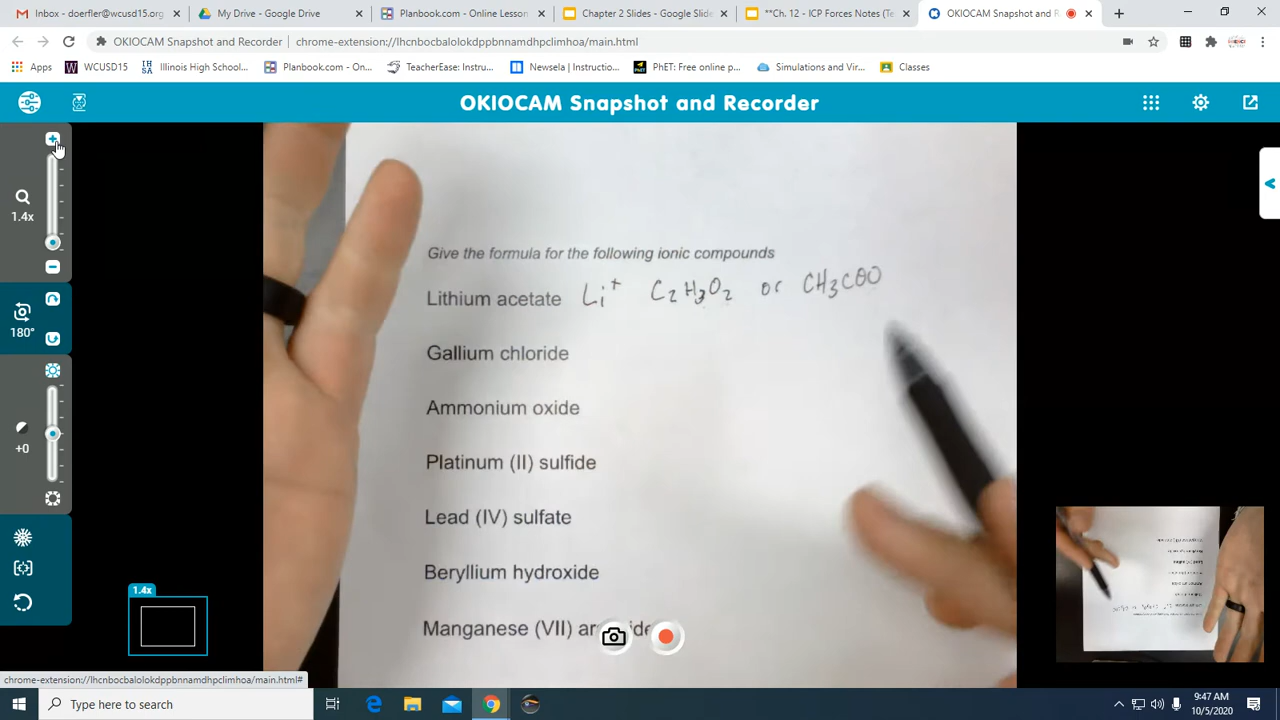 Inbox - doerfler@wcusd15.org
My Drive - Google Drive
Planbook.com - Online Lesson
Chapter 2 Slides - Google Slide
**Ch. 12 - ICP Forces Notes (Te
OKIOCAM Snapshot and R
OKIOCAM Snapshot and Recorder | chrome-extension://lhcnbocbalolokdppbnnamdhpclimhoa/main.html
Apps
WCUSD15
Illinois High School...
Planbook.com - On...
TeacherEase: Instru...
Newsela | Instructio...
PhET: Free online p...
Simulations and Vir...
Classes
OKIOCAM Snapshot and Recorder
1.4x
180°
+0
Give the formula for the following ionic compounds
Lithium acetate Li⁺ C₂H₃O₂ or CH₃COO
Gallium chloride
Ammonium oxide
Platinum (II) sulfide
Lead (IV) sulfate
Beryllium hydroxide
Manganese (VII)
1.4x
chrome-extension://lhcnbocbalolokdppbnnamdhpclimhoa/main.html#
Type here to search
9:47 AM
10/5/2020